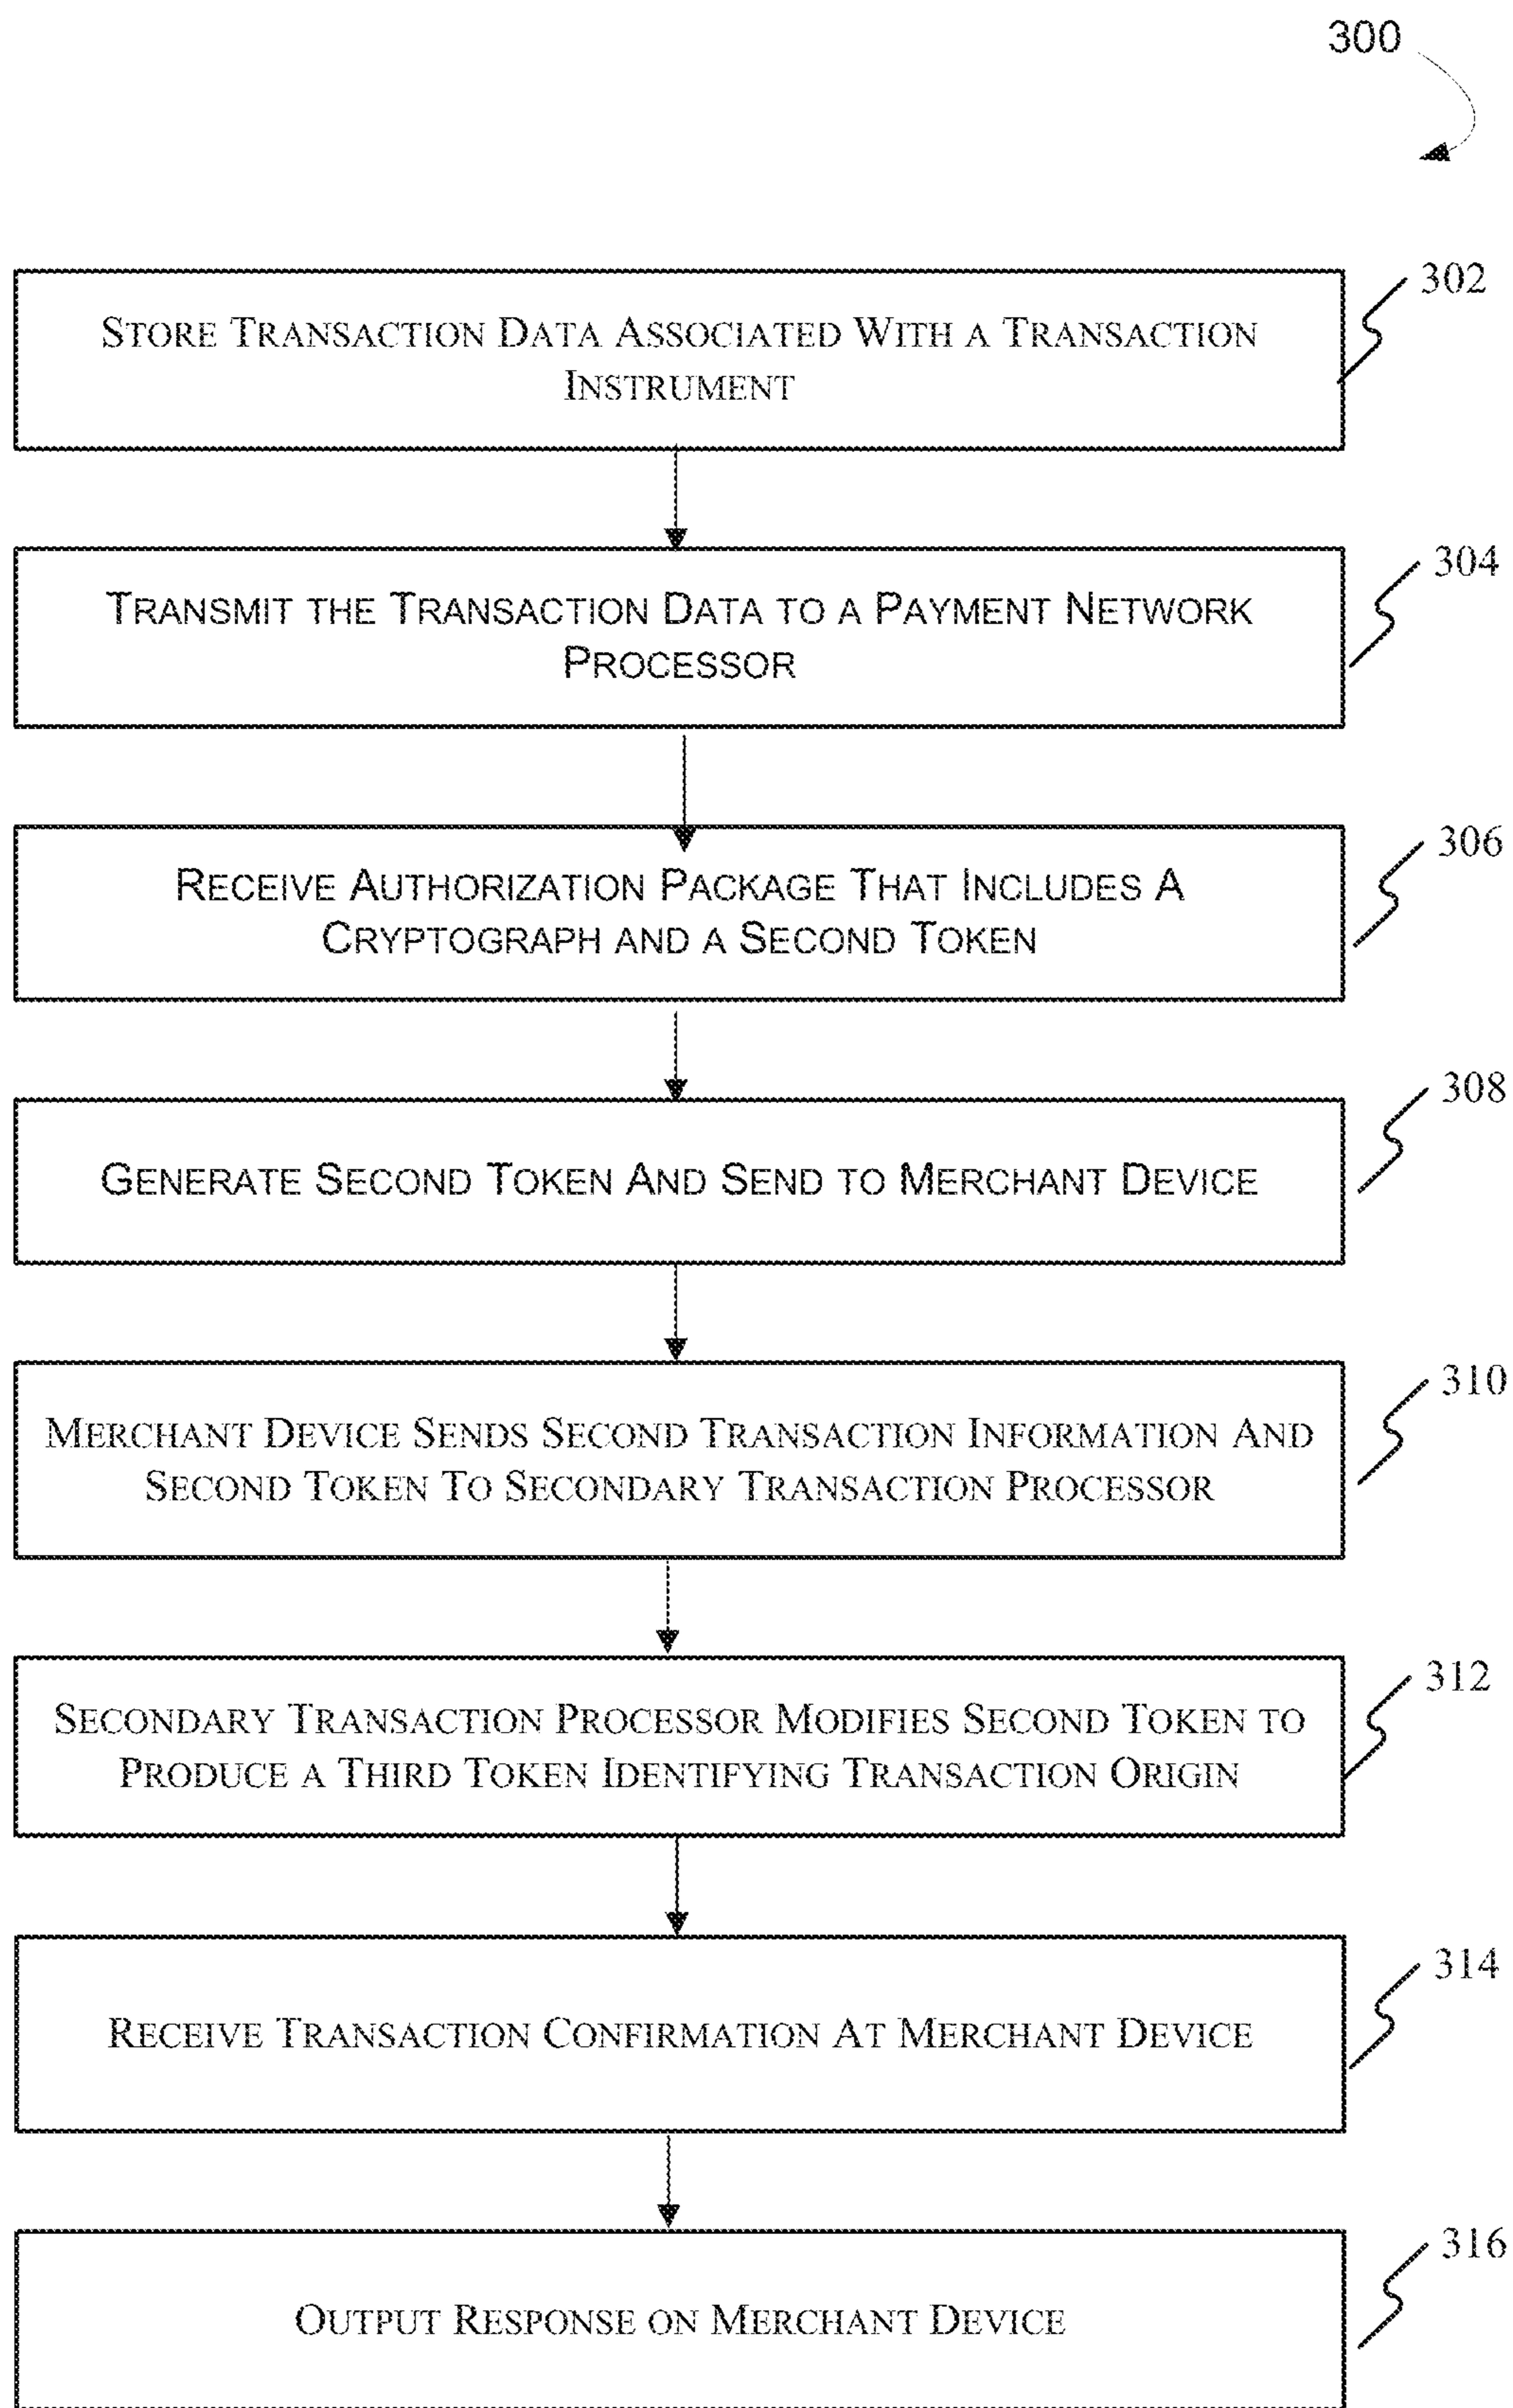 300
302
STORE TRANSACTION DATA ASSOCIATED WITH A TRANSACTION
INSTRUMENT
304
TRANSMIT THE TRANSACTION DATA TO A PAYMENT NETWORK
PROCESSOR
306
RECEIVE AUTHORIZATION PACKAGE THAT INCLUDES A
CRYPTOGRAPH AND A SECOND TOKEN
308
GENERATE SECOND TOKEN AND SEND TO MERCHANT DEVICE
310
MERCHANT DEVICE SENDS SECOND TRANSACTION INFORMATION AND
SECOND TOKEN TO SECONDARY TRANSACTION PROCESSOR
312
SECONDARY TRANSACTION PROCESSOR MODIFIES SECOND TOKEN TO
PRODUCE A THIRD TOKEN IDENTIFYING TRANSACTION ORIGIN
314
RECEIVE TRANSACTION CONFIRMATION AT MERCHANT DEVICE
316
OUTPUT RESPONSE ON MERCHANT DEVICE